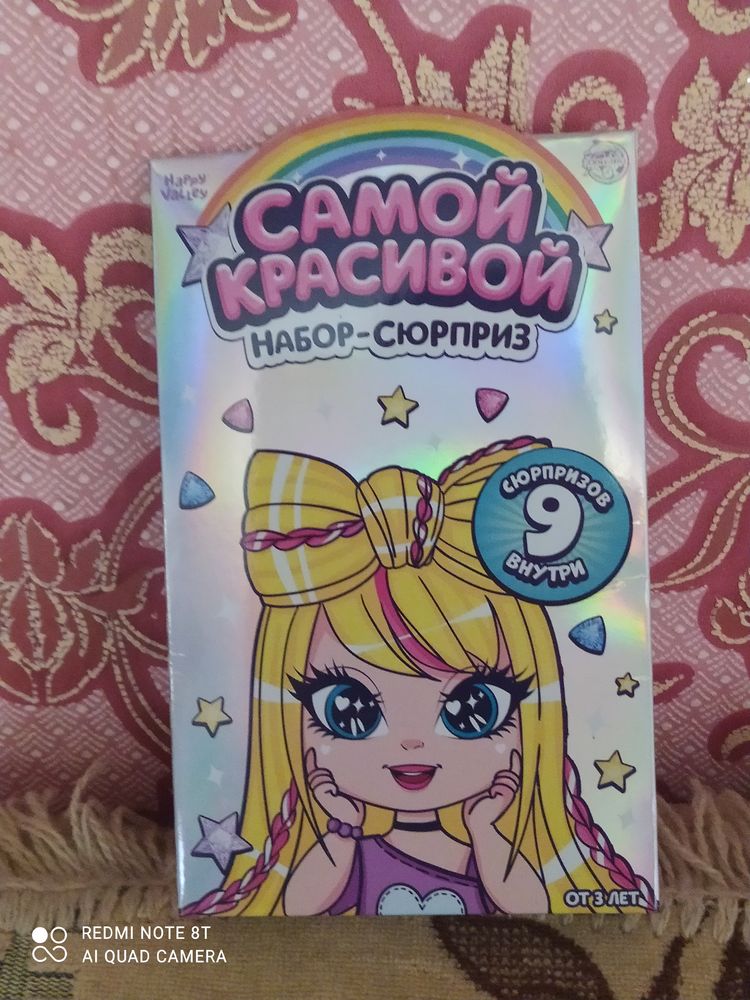 Happy
Valley
САМОЙ
КРАСИВОЙ
НАБОР-СЮРПРИЗ
СЮРПРИЗОВ
9
ВНУТРИ
ОТ 3 ЛЕТ
REDMI NOTE 8T
AI QUAD CAMERA